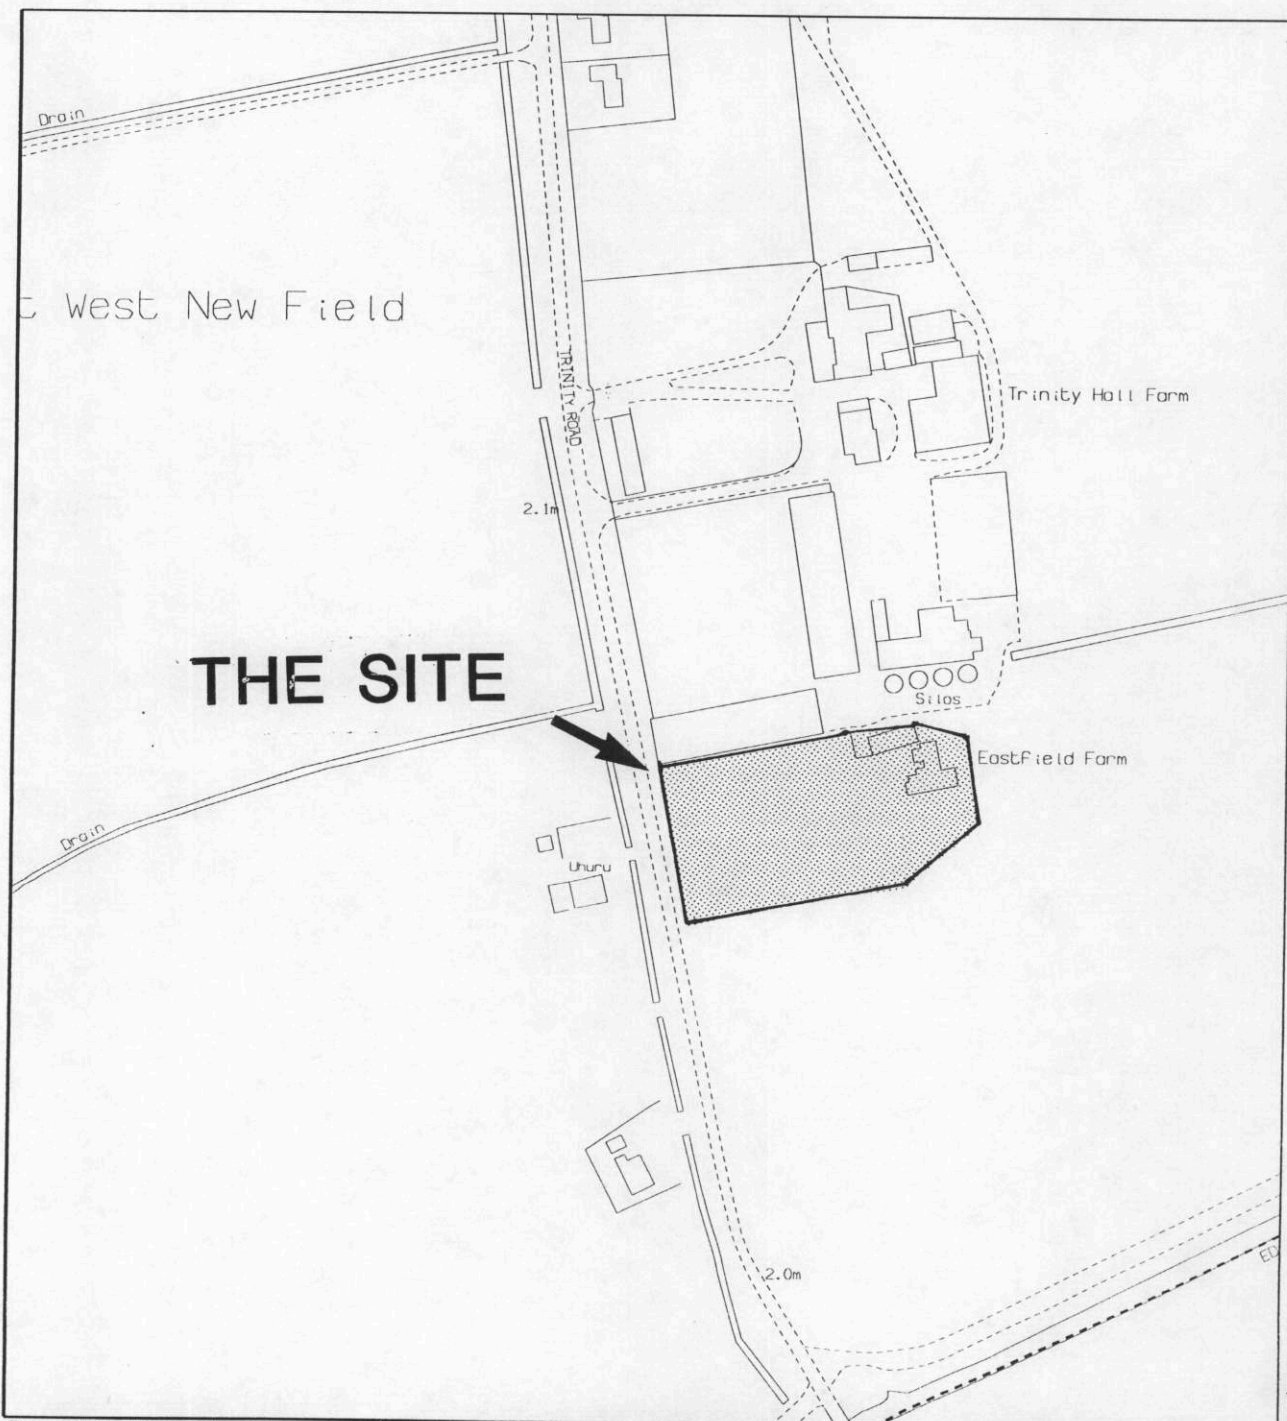 Drain
West New Field
TRINITY ROAD
Trinity Hall Farm
2.1m
THE SITE
Silos
Eastfield Farm
Drain
Uhuru
2.0m
ED